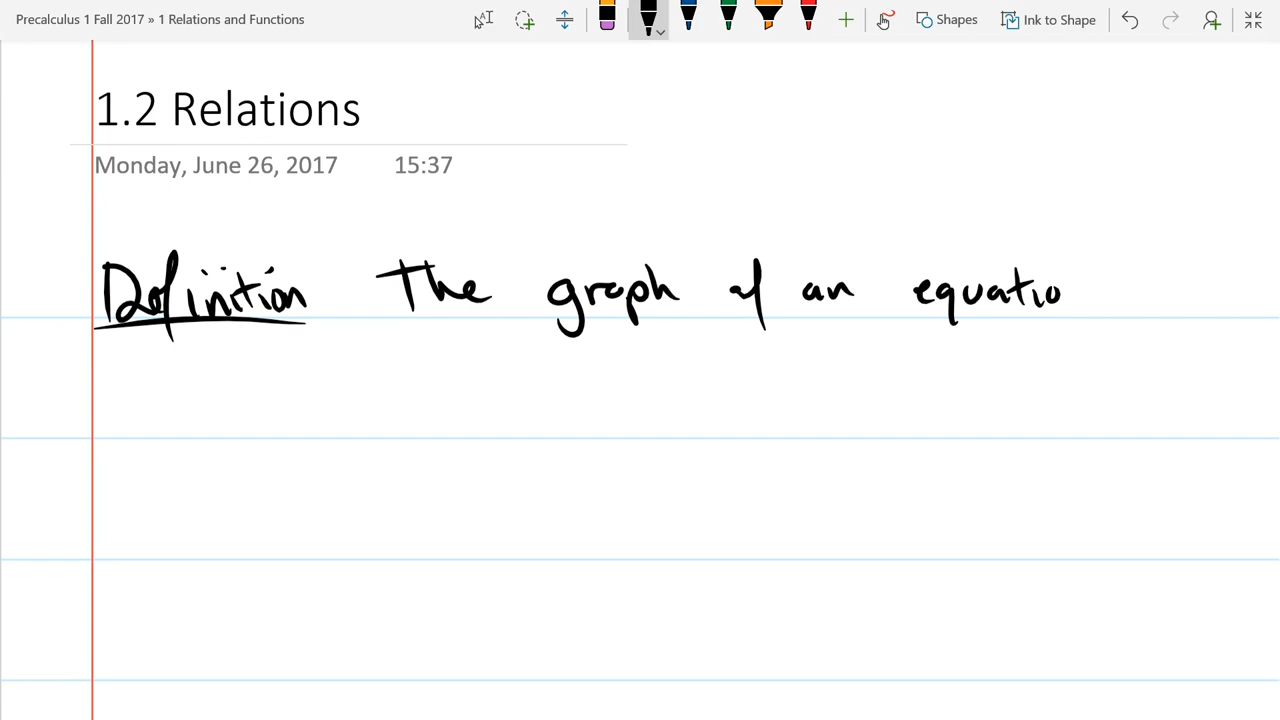 Precalculus 1 Fall 2017 » 1 Relations and Functions
Shapes
Ink to Shape
1.2 Relations
Monday, June 26, 2017 15:37
Definition The graph of an equatio